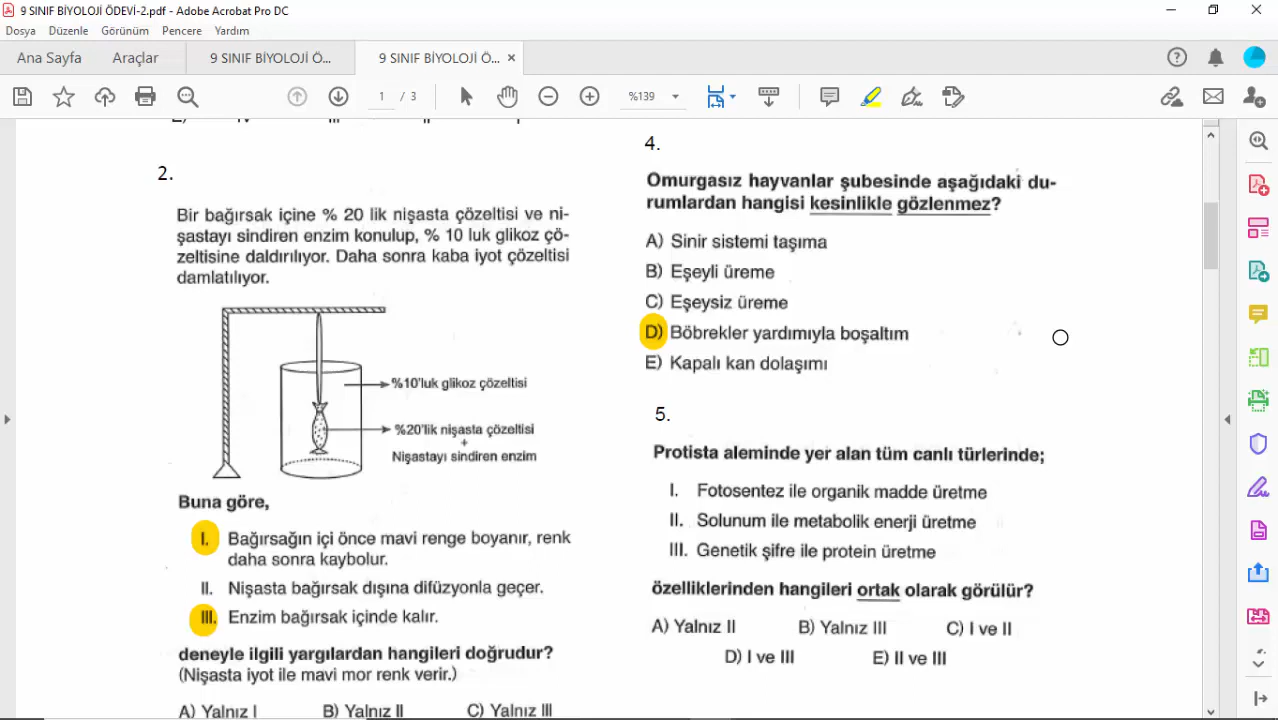 9 SINIF BİYOLOJİ ÖDEVİ-2.pdf - Adobe Acrobat Pro DC
Dosya Düzenle Görünüm Pencere Yardım
Ana Sayfa Araçlar 9 SINIF BİYOLOJİ Ö... 9 SINIF BİYOLOJİ Ö... ×
1 / 3 %139
2.
Bir bağırsak içine % 20 lik nişasta çözeltisi ve ni-
şastayı sindiren enzim konulup, % 10 luk glikoz çö-
zeltisine daldırılıyor. Daha sonra kaba iyot çözeltisi
damlatılıyor.
%10'luk glikoz çözeltisi
%20'lik nişasta çözeltisi
+
Nişastayı sindiren enzim
Buna göre,
I. Bağırsağın içi önce mavi renge boyanır, renk
daha sonra kaybolur.
II. Nişasta bağırsak dışına difüzyonla geçer.
III. Enzim bağırsak içinde kalır.
deneyle ilgili yargılardan hangileri doğrudur?
(Nişasta iyot ile mavi mor renk verir.)
A) Yalnız I B) Yalnız II C) Yalnız III
4.
Omurgasız hayvanlar şubesinde aşağıdaki du-
rumlardan hangisi kesinlikle gözlenmez?
A) Sinir sistemi taşıma
B) Eşeyli üreme
C) Eşeysiz üreme
D) Böbrekler yardımıyla boşaltım
E) Kapalı kan dolaşımı
5.
Protista aleminde yer alan tüm canlı türlerinde;
I. Fotosentez ile organik madde üretme
II. Solunum ile metabolik enerji üretme
III. Genetik şifre ile protein üretme
özelliklerinden hangileri ortak olarak görülür?
A) Yalnız II B) Yalnız III C) I ve II
D) I ve III E) II ve III